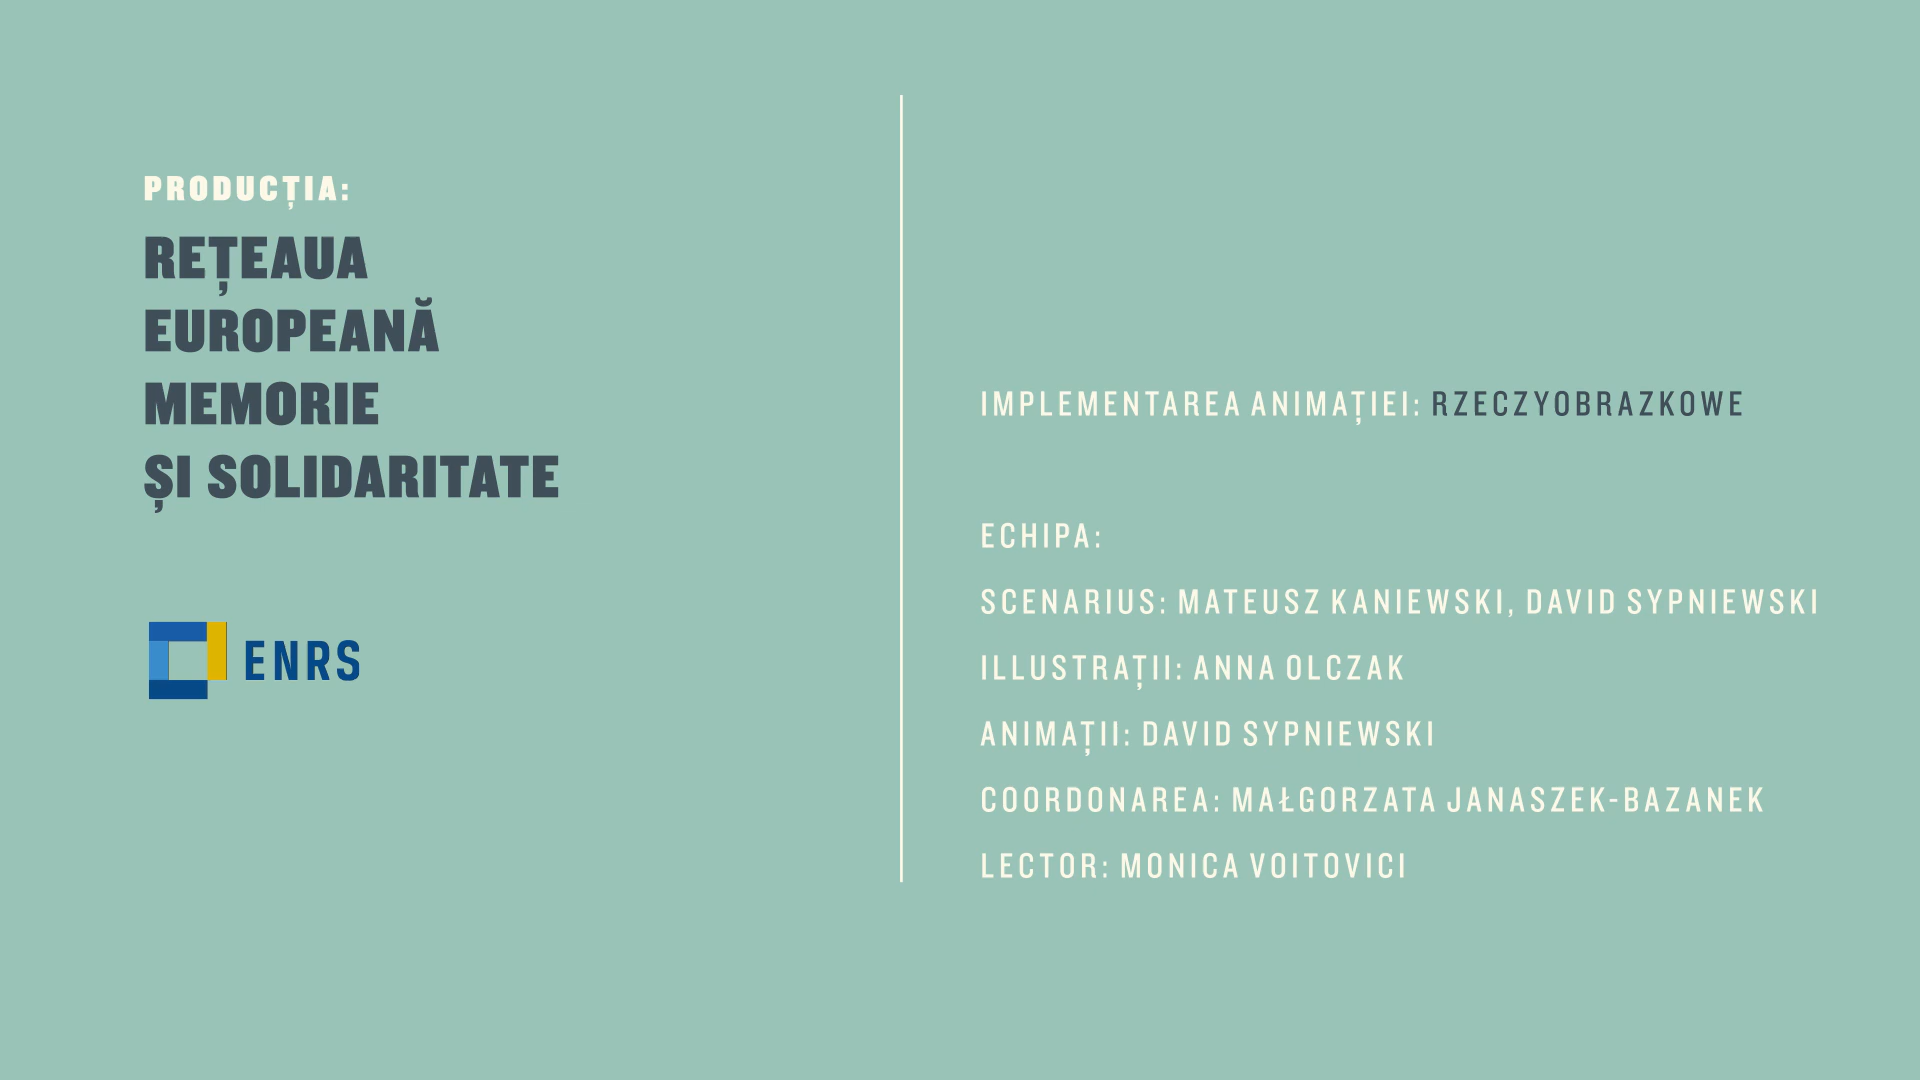 PRODUCȚIA:
REȚEAUA
EUROPEANĂ
MEMORIE
ȘI SOLIDARITATE
ENRS
IMPLEMENTAREA ANIMAȚIEI: RZECZYOBRAZKOWE
ECHIPA:
SCENARIUS: MATEUSZ KANIEWSKI, DAVID SYPNIEWSKI
ILLUSTRAȚII: ANNA OLCZAK
ANIMAȚII: DAVID SYPNIEWSKI
COORDONAREA: MAŁGORZATA JANASZEK-BAZANEK
LECTOR: MONICA VOITOVICI